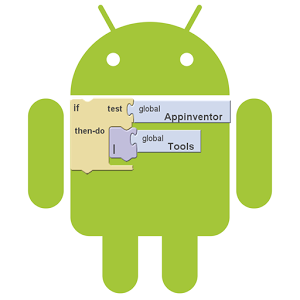 if test global
Appinventor
then-do global
Tools